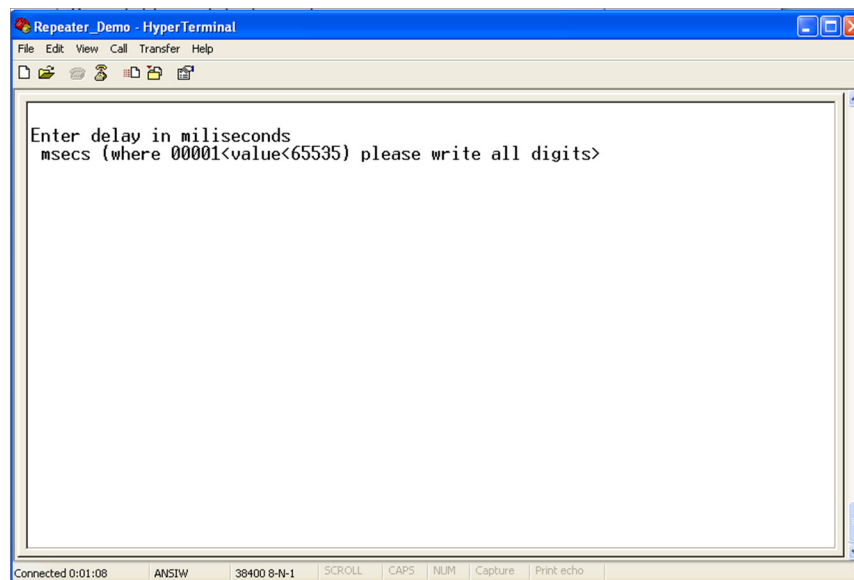 Repeater_Demo - HyperTerminal
File Edit View Call Transfer Help
Enter delay in miliseconds
msecs (where 00001<value<65535) please write all digits>
Connected 0:01:08 ANSIW 38400 8-N-1 SCROLL CAPS NUM Capture Print echo